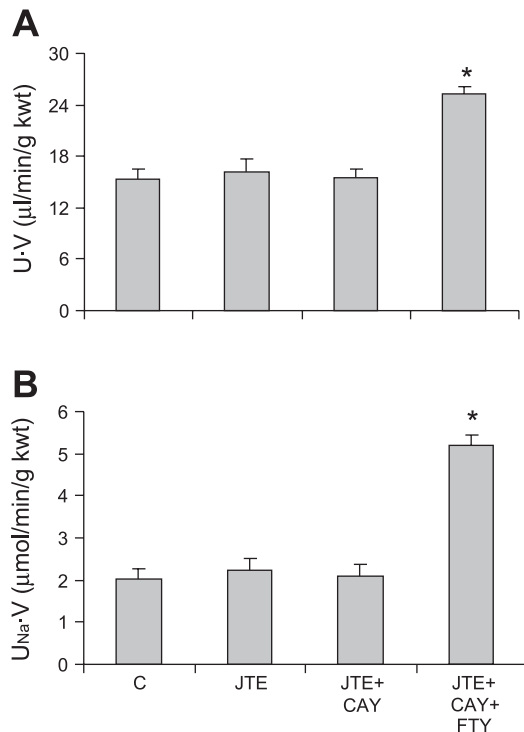 A
U·V (µl/min/g kwt)
30
24
18
12
6
0
*
B
U_Na·V (µmol/min/g kwt)
6
5
4
3
2
1
0
*
C
JTE
JTE+
CAY
JTE+
CAY+
FTY